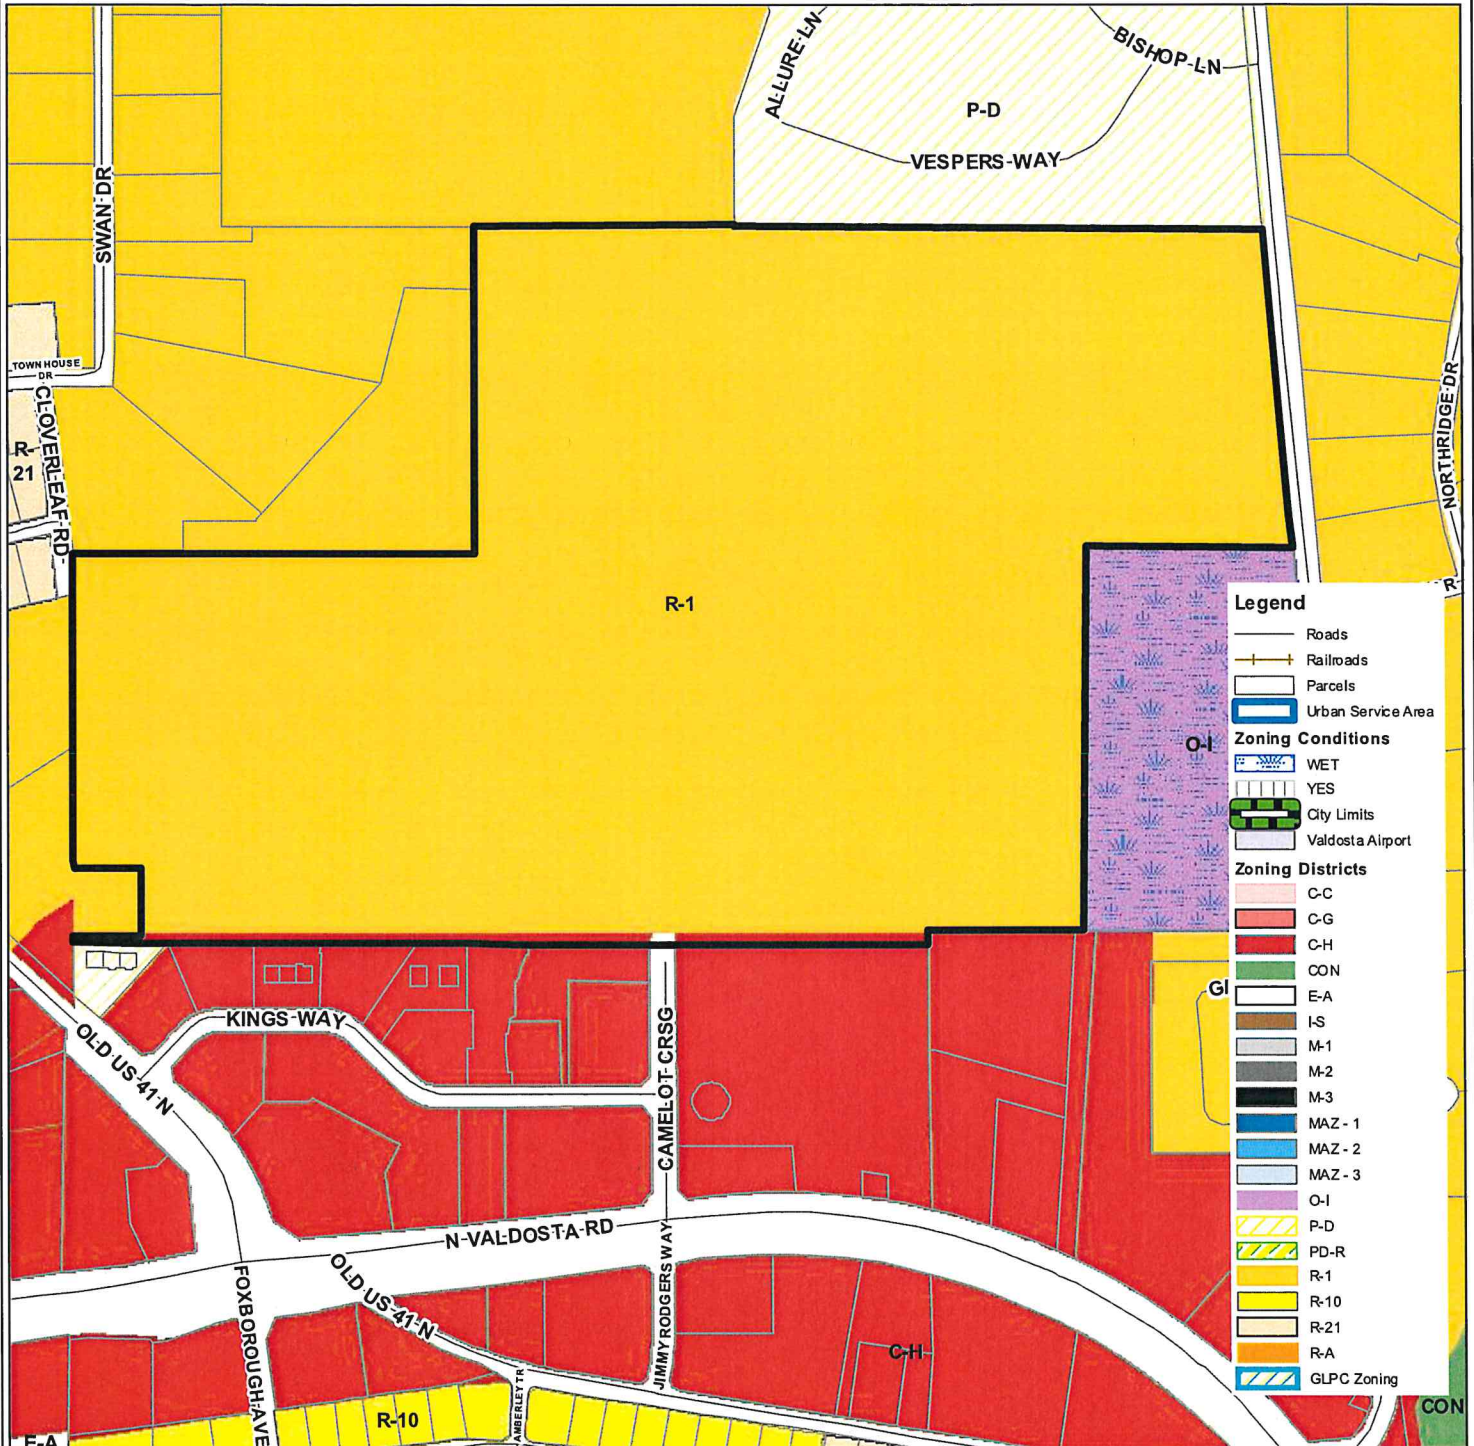 ALLURE LN
BISHOP LN
P-D
VESPERS WAY
SWAN DR
TOWN HOUSE
DR
CLOVERLEAF RD
R-
21
NORTHRIDGE DR
R-1
R
O-I
GI
Legend
Roads
Railroads
Parcels
Urban Service Area
Zoning Conditions
WET
YES
City Limits
Valdosta Airport
Zoning Districts
C-C
C-G
C-H
CON
E-A
I-S
M-1
M-2
M-3
MAZ - 1
MAZ - 2
MAZ - 3
O-I
P-D
PD-R
R-1
R-10
R-21
R-A
GLPC Zoning
KINGS WAY
OLD US 41 N
CAMELOT CRSG
N VALDOSTA RD
OLD US 41 N
FOXBOROUGH AVE
JIMMY RODGERS WAY
C-H
AMBERLEY TR
R-10
E-A
CON